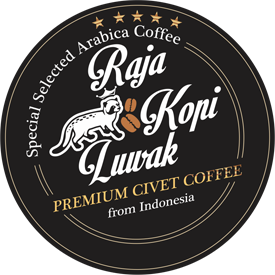 Special Selected Arabica Coffee
Raja
Kopi
Luwak
PREMIUM CIVET COFFEE
from Indonesia